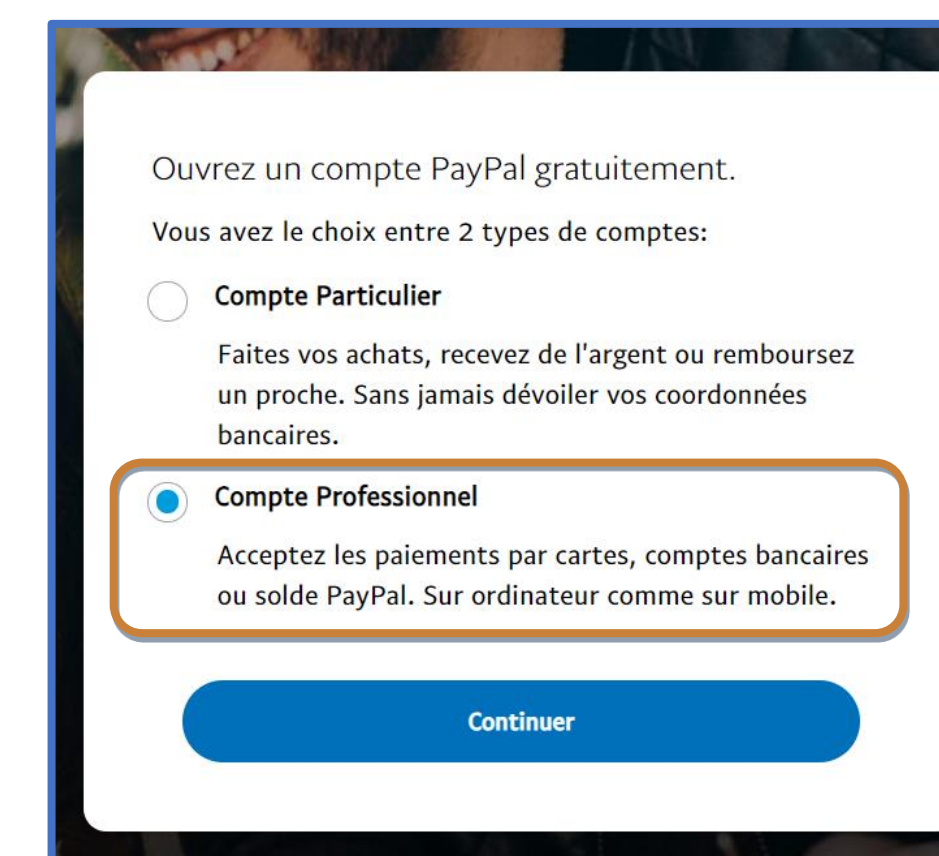 Ouvrez un compte PayPal gratuitement.
Vous avez le choix entre 2 types de comptes:
Compte Particulier
Faites vos achats, recevez de l'argent ou remboursez
un proche. Sans jamais dévoiler vos coordonnées
bancaires.
Compte Professionnel
Acceptez les paiements par cartes, comptes bancaires
ou solde PayPal. Sur ordinateur comme sur mobile.
Continuer